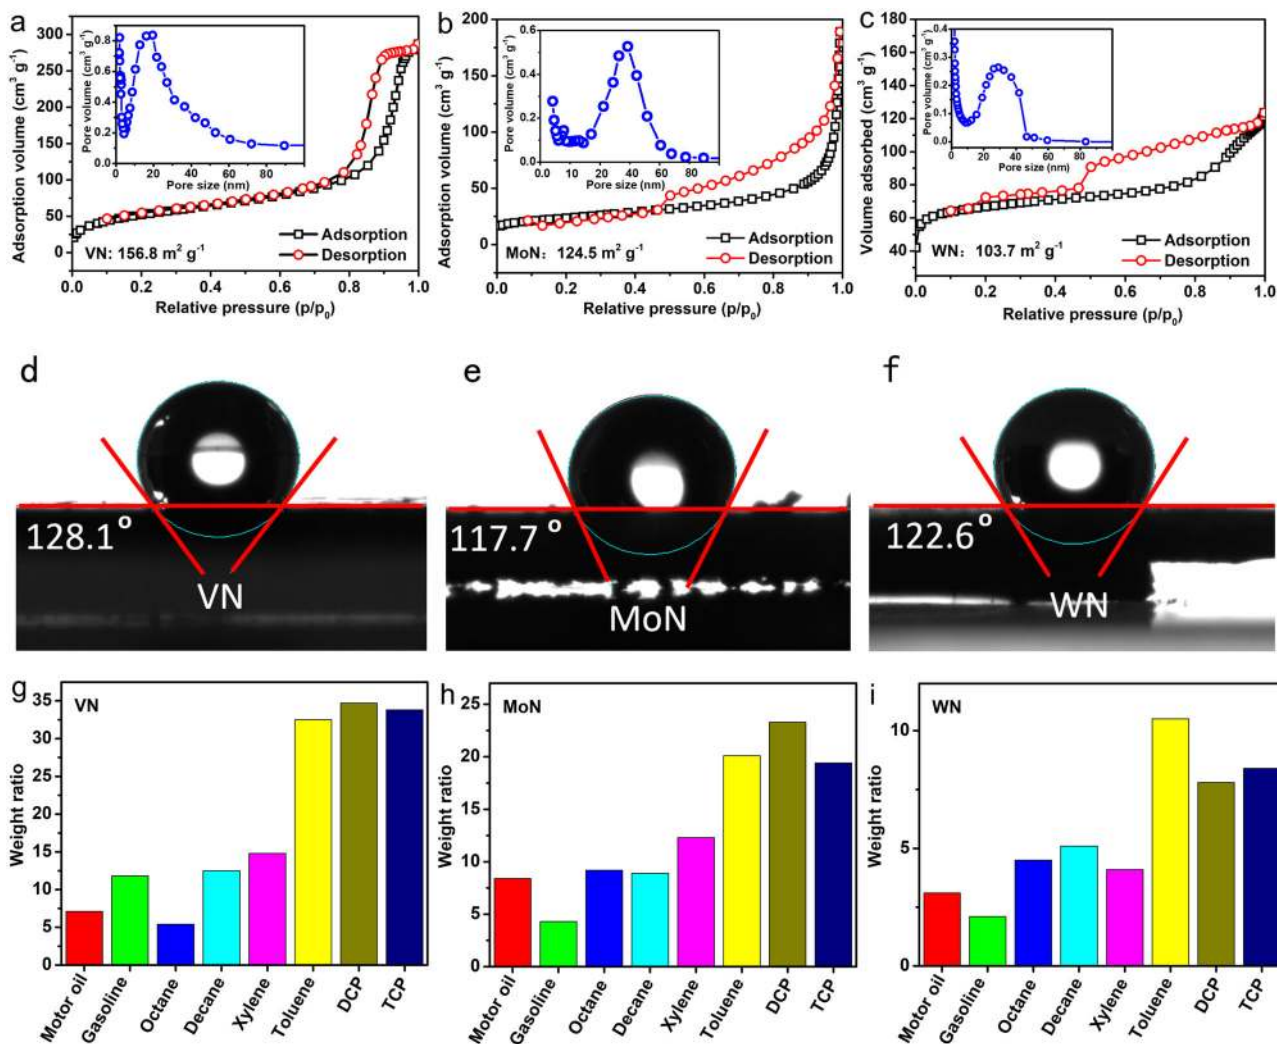 a
Adsorption volume (cm³ g⁻¹)
300
250
200
150
100
50
0
0.0 0.2 0.4 0.6 0.8 1.0
Relative pressure (p/p₀)
Pore volume (cm³ g⁻¹)
0.8
0.6
0.4
0.2
0.0
0 20 40 60 80
Pore size (nm)
Adsorption
Desorption
VN: 156.8 m² g⁻¹
b
Adsorption volume (cm³ g⁻¹)
200
150
100
50
0
0.0 0.2 0.4 0.6 0.8 1.0
Relative pressure (p/p₀)
Pore volume (cm³ g⁻¹)
0.6
0.4
0.2
0.0
0.0 20 40 60 80
Pore size (nm)
Adsorption
Desorption
MoN: 124.5 m² g⁻¹
c
Volume adsorbed (cm³ g⁻¹)
180
160
140
120
100
80
60
40
0.0 0.2 0.4 0.6 0.8 1.0
Relative pressure (p/p₀)
Pore volume (cm³ g⁻¹)
0.4
0.3
0.2
0.1
0.0
0 20 40 60 80
Pore size (nm)
Adsorption
Desorption
WN: 103.7 m² g⁻¹
d
128.1°
VN
e
117.7°
MoN
f
122.6°
WN
g
VN
Weight ratio
35
30
25
20
15
10
5
0
Motor oil
Gasoline
Octane
Decane
Xylene
Toluene
DCP
TCP
h
MoN
Weight ratio
25
20
15
10
5
0
Motor oil
Gasoline
Octane
Decane
Xylene
Toluene
DCP
TCP
i
WN
Weight ratio
10
5
0
Motor oil
Gasoline
Octane
Decane
Xylene
Toluene
DCP
TCP